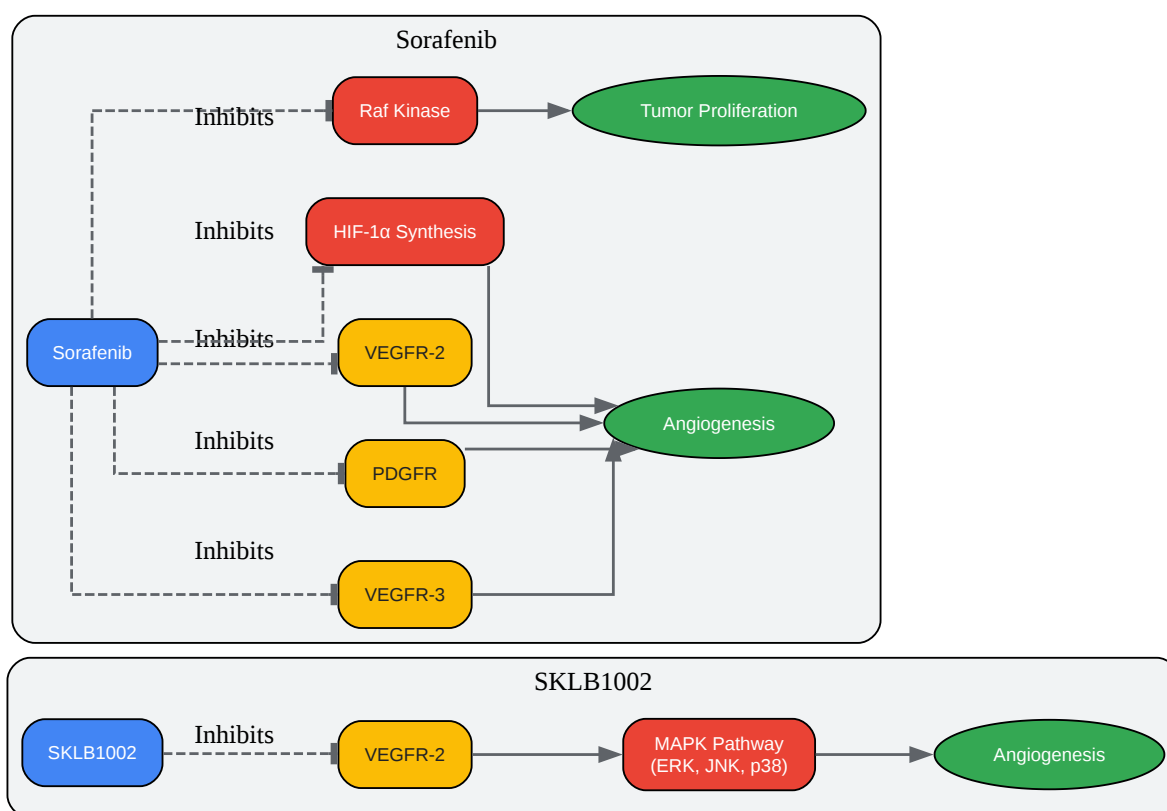 Sorafenib
Inhibits
Raf Kinase
Tumor Proliferation
Inhibits
HIF-1α Synthesis
Inhibits
Sorafenib
VEGFR-2
Angiogenesis
Inhibits
PDGFR
Inhibits
VEGFR-3
SKLB1002
Inhibits
SKLB1002
VEGFR-2
MAPK Pathway
(ERK, JNK, p38)
Angiogenesis